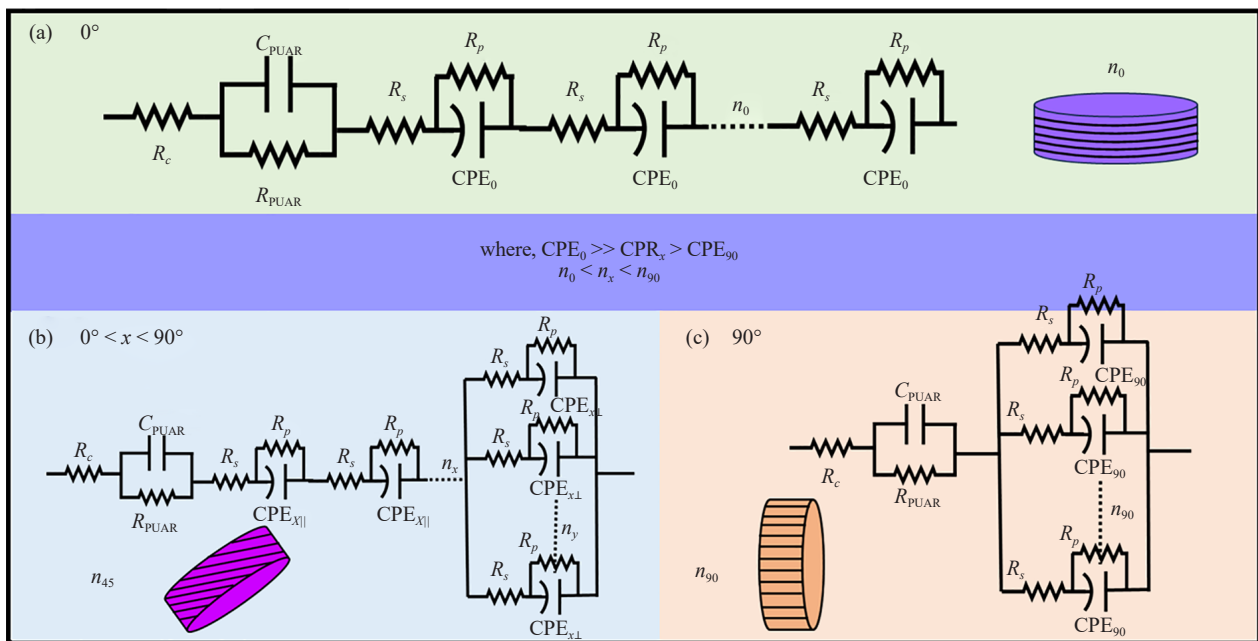 (a) 0°
C_PUAR
R_c
R_PUAR
R_s
R_p
CPE_0
R_s
R_p
CPE_0
n_0
R_s
R_p
CPE_0
n_0
where, CPE_0 >> CPR_x > CPE_90
n_0 < n_x < n_90
(b) 0° < x < 90°
R_c
C_PUAR
R_PUAR
R_s
R_p
CPE_X||
R_s
R_p
CPE_X||
n_x
R_s
R_p
CPE_x⊥
R_s
R_p
CPE_x⊥
n_y
R_s
R_p
CPE_x⊥
n_45
(c) 90°
R_c
C_PUAR
R_PUAR
R_s
R_p
CPE_90
R_s
R_p
CPE_90
n_90
R_s
R_p
CPE_90
n_90